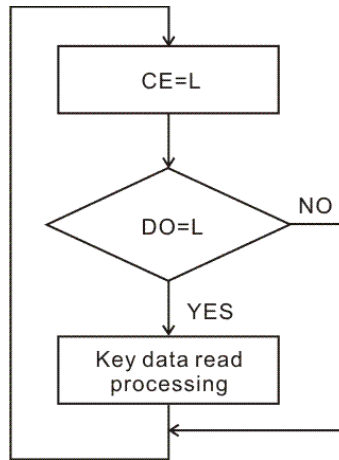 CE=L
DO=L
NO
YES
Key data read
processing